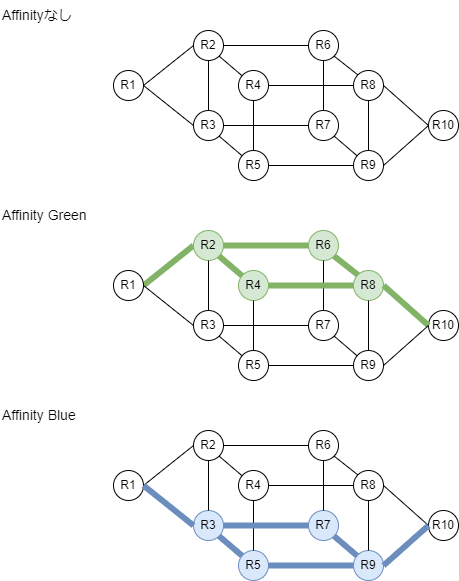 Affinityなし
R2
R6
R1
R4
R8
R3
R7
R10
R5
R9
Affinity Green
R2
R6
R1
R4
R8
R3
R7
R10
R5
R9
Affinity Blue
R2
R6
R1
R4
R8
R3
R7
R10
R5
R9